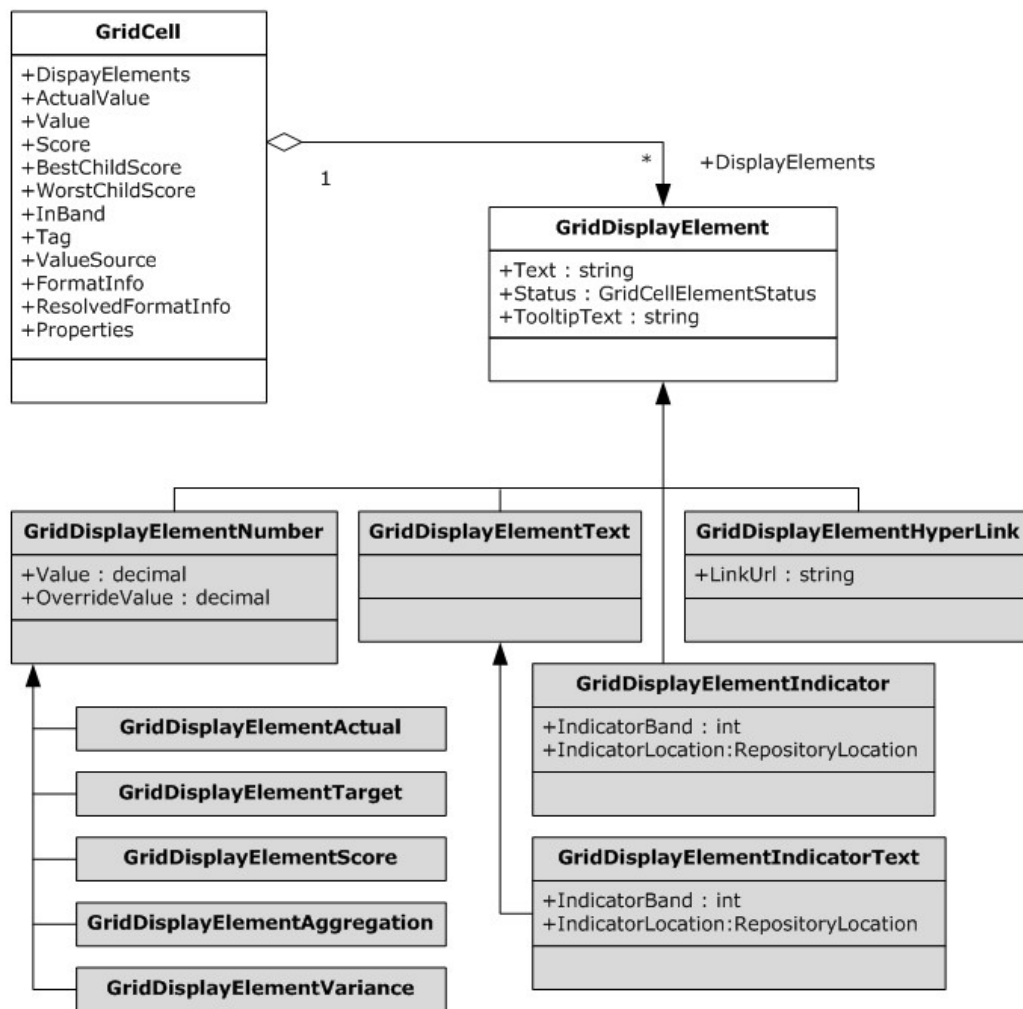 GridCell
+DispayElements
+ActualValue
+Value
+Score
+BestChildScore
+WorstChildScore
+InBand
+Tag
+ValueSource
+FormatInfo
+ResolvedFormatInfo
+Properties
1
*
+DisplayElements
GridDisplayElement
+Text : string
+Status : GridCellElementStatus
+TooltipText : string
GridDisplayElementNumber
+Value : decimal
+OverrideValue : decimal
GridDisplayElementText
GridDisplayElementHyperLink
+LinkUrl : string
GridDisplayElementIndicator
+IndicatorBand : int
+IndicatorLocation:RepositoryLocation
GridDisplayElementActual
GridDisplayElementTarget
GridDisplayElementScore
GridDisplayElementAggregation
GridDisplayElementVariance
GridDisplayElementIndicatorText
+IndicatorBand : int
+IndicatorLocation:RepositoryLocation